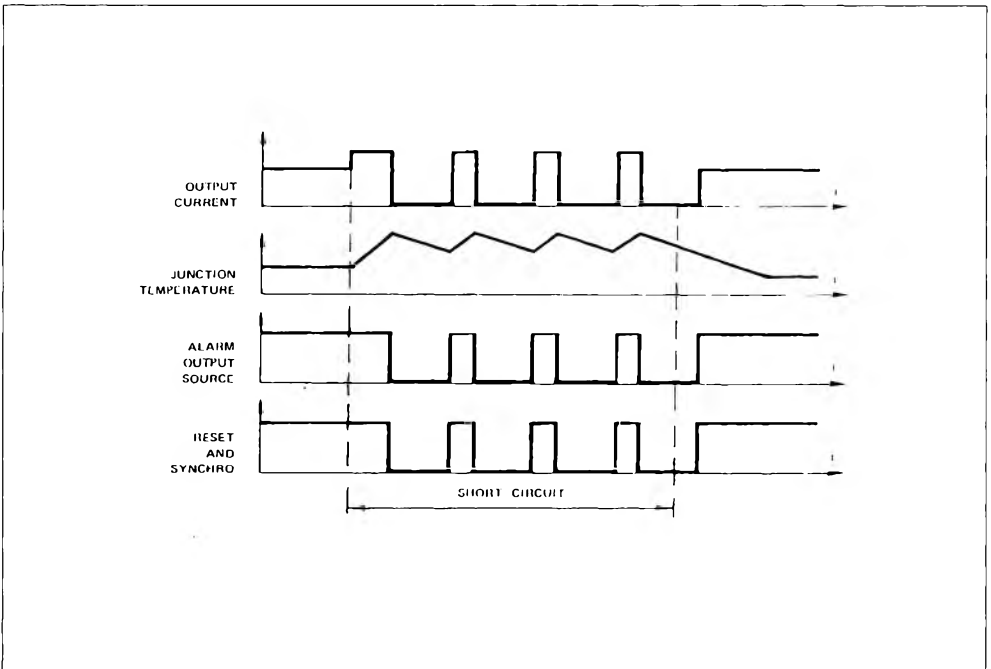 OUTPUT
CURRENT
t
JUNCTION
TEMPERATURE
t
ALARM
OUTPUT
SOURCE
t
RESET
AND
SYNCHRO
t
SHORT CIRCUIT